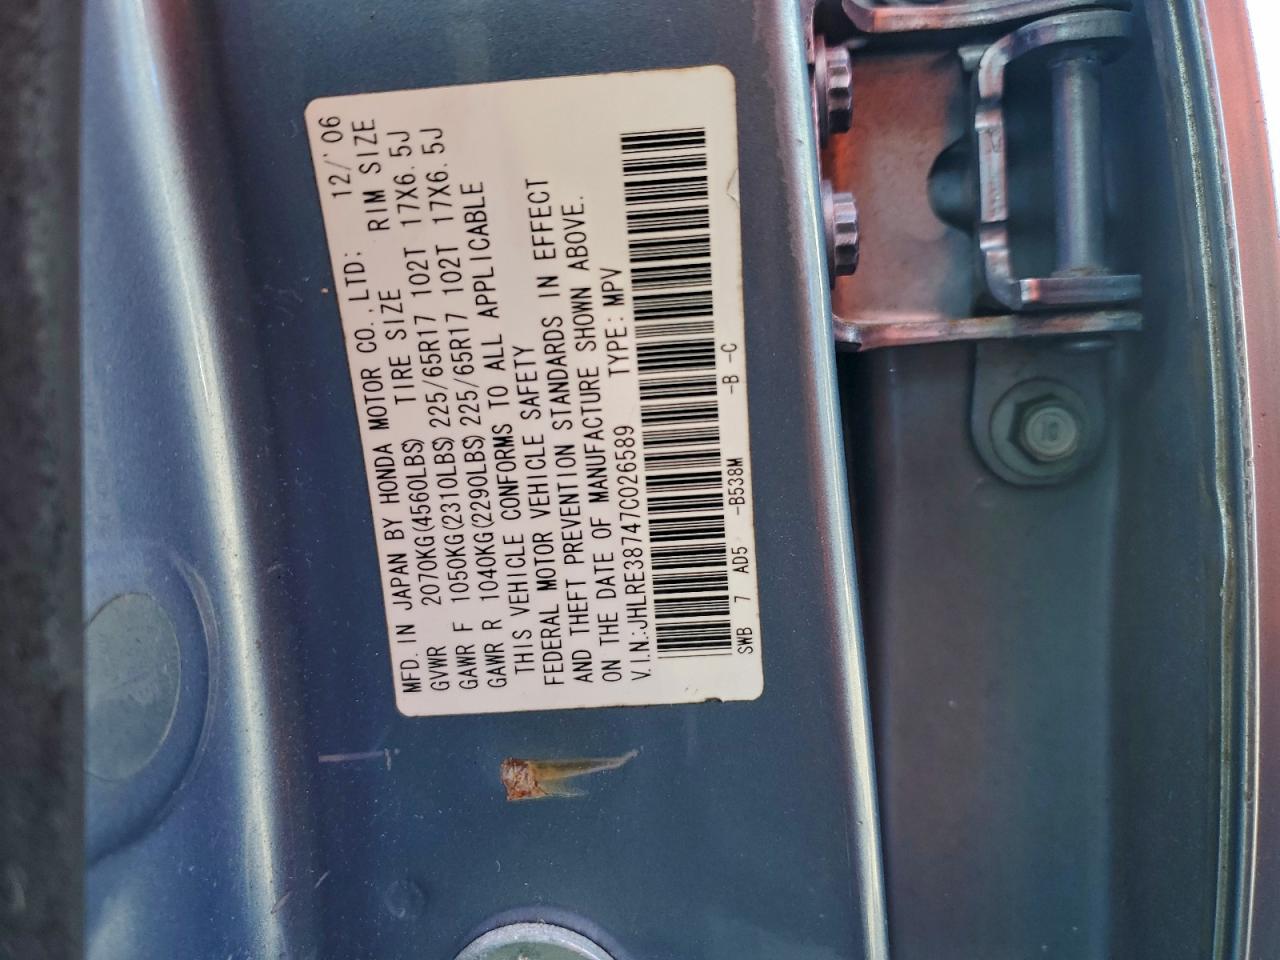 MFD. IN JAPAN BY HONDA MOTOR CO., LTD: 12/'06
GVWR 2070KG(4560LBS) TIRE SIZE RIM SIZE
GAWR F 1050KG(2310LBS) 225/65R17 102T 17X6.5J
GAWR R 1040KG(2290LBS) 225/65R17 102T 17X6.5J
THIS VEHICLE CONFORMS TO ALL APPLICABLE
FEDERAL MOTOR VEHICLE SAFETY
AND THEFT PREVENTION STANDARDS IN EFFECT
ON THE DATE OF MANUFACTURE SHOWN ABOVE.
V.I.N.:JHLRE38747C026589 TYPE:MPV
SWB 7 AD5 -B538M -B -C
10